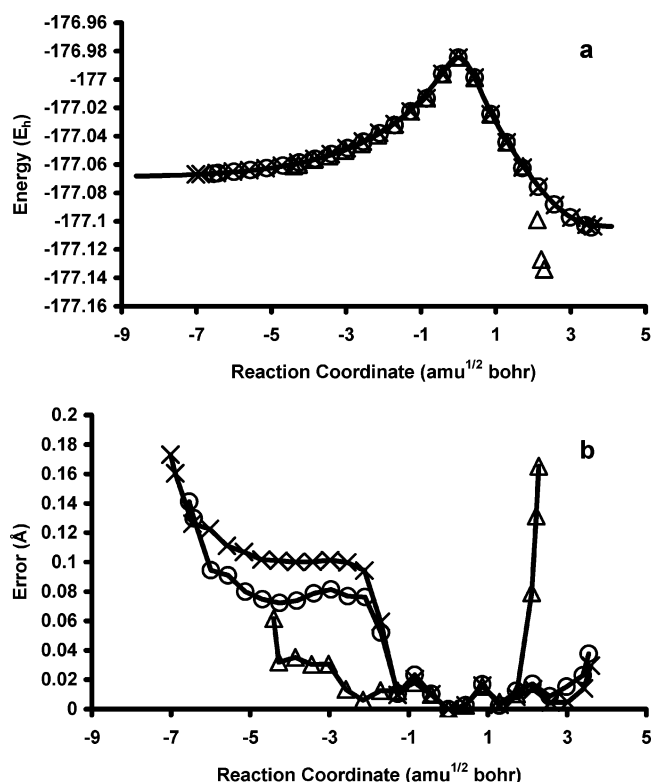 a
-176.96
-176.98
-177
-177.02
-177.04
-177.06
-177.08
-177.1
-177.12
-177.14
-177.16
Energy (Eh)
-9 -7 -5 -3 -1 1 3 5
Reaction Coordinate (amu1/2 bohr)
b
0.2
0.18
0.16
0.14
0.12
0.1
0.08
0.06
0.04
0.02
0
Error (Å)
-9 -7 -5 -3 -1 1 3 5
Reaction Coordinate (amu1/2 bohr)